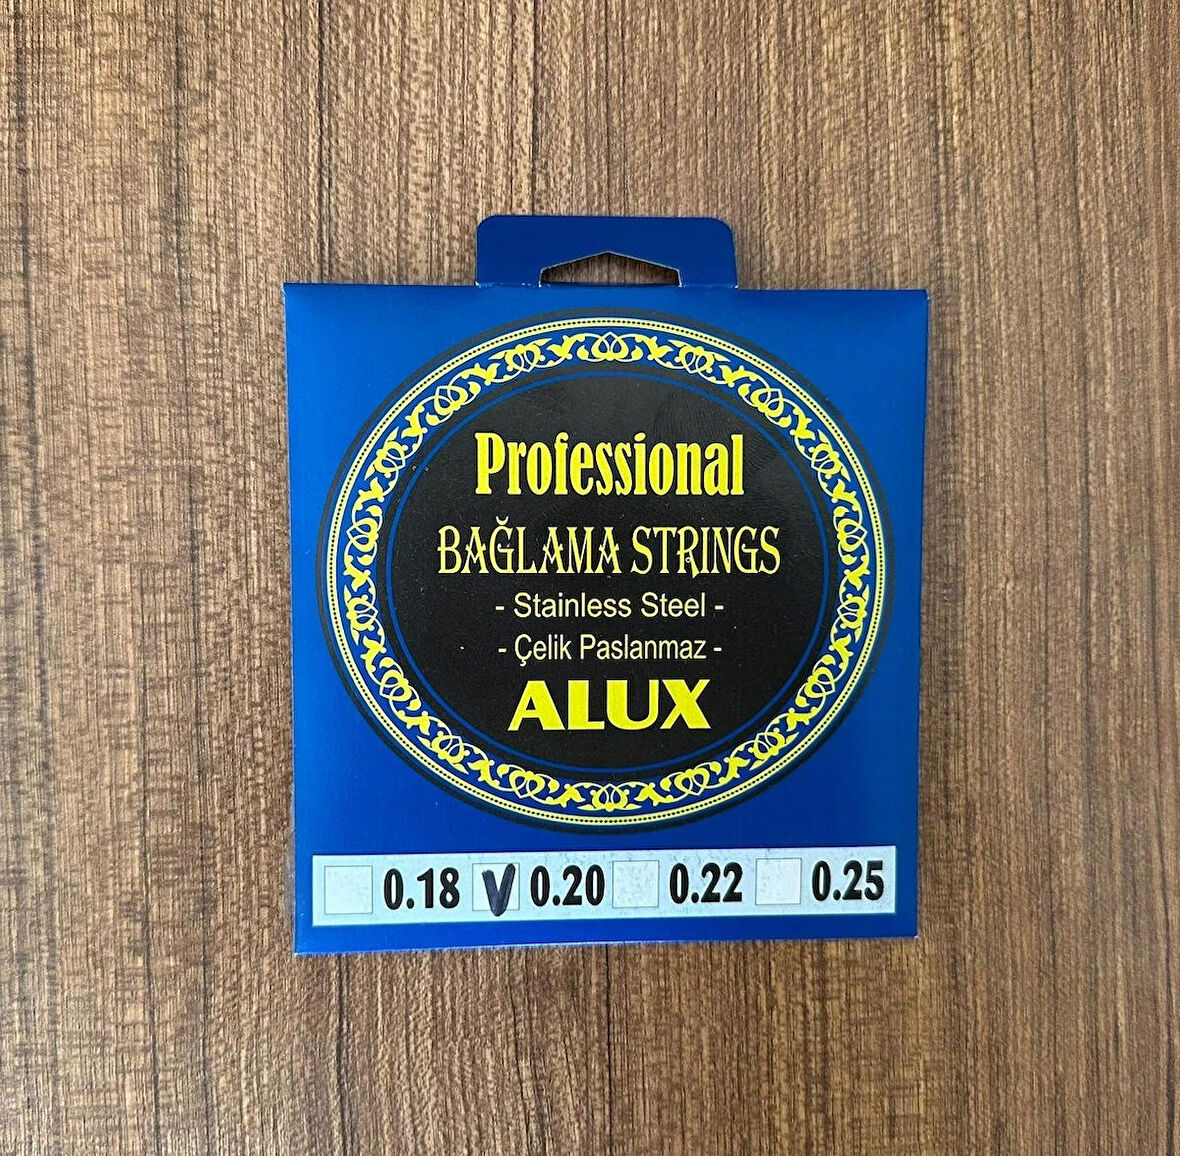 Professional
BAĞLAMA STRINGS
- Stainless Steel -
- Çelik Paslanmaz -
ALUX
0.18 V 0.20 0.22 0.25